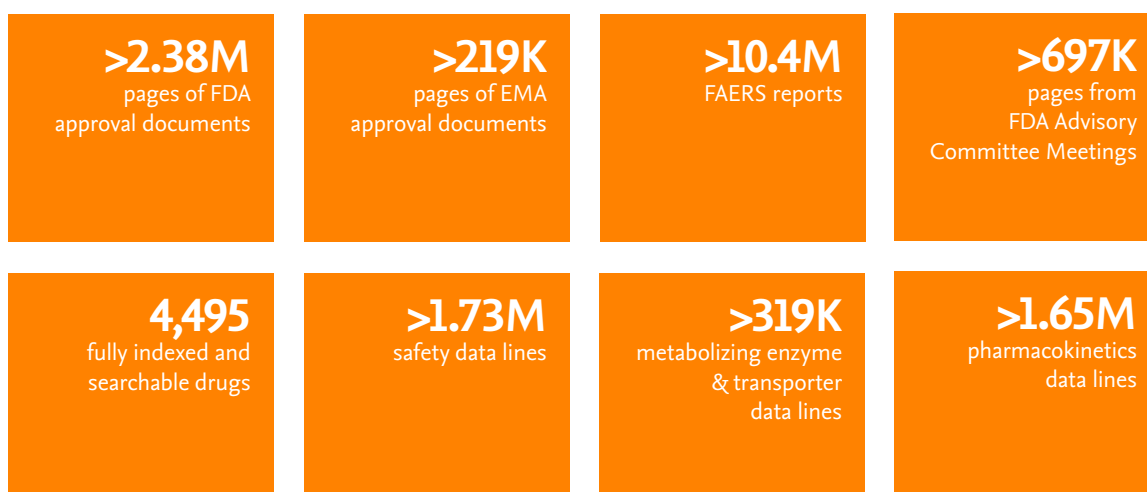 >2.38M
pages of FDA
approval documents
>219K
pages of EMA
approval documents
>10.4M
FAERS reports
>697K
pages from
FDA Advisory
Committee Meetings
4,495
fully indexed and
searchable drugs
>1.73M
safety data lines
>319K
metabolizing enzyme
& transporter
data lines
>1.65M
pharmacokinetics
data lines